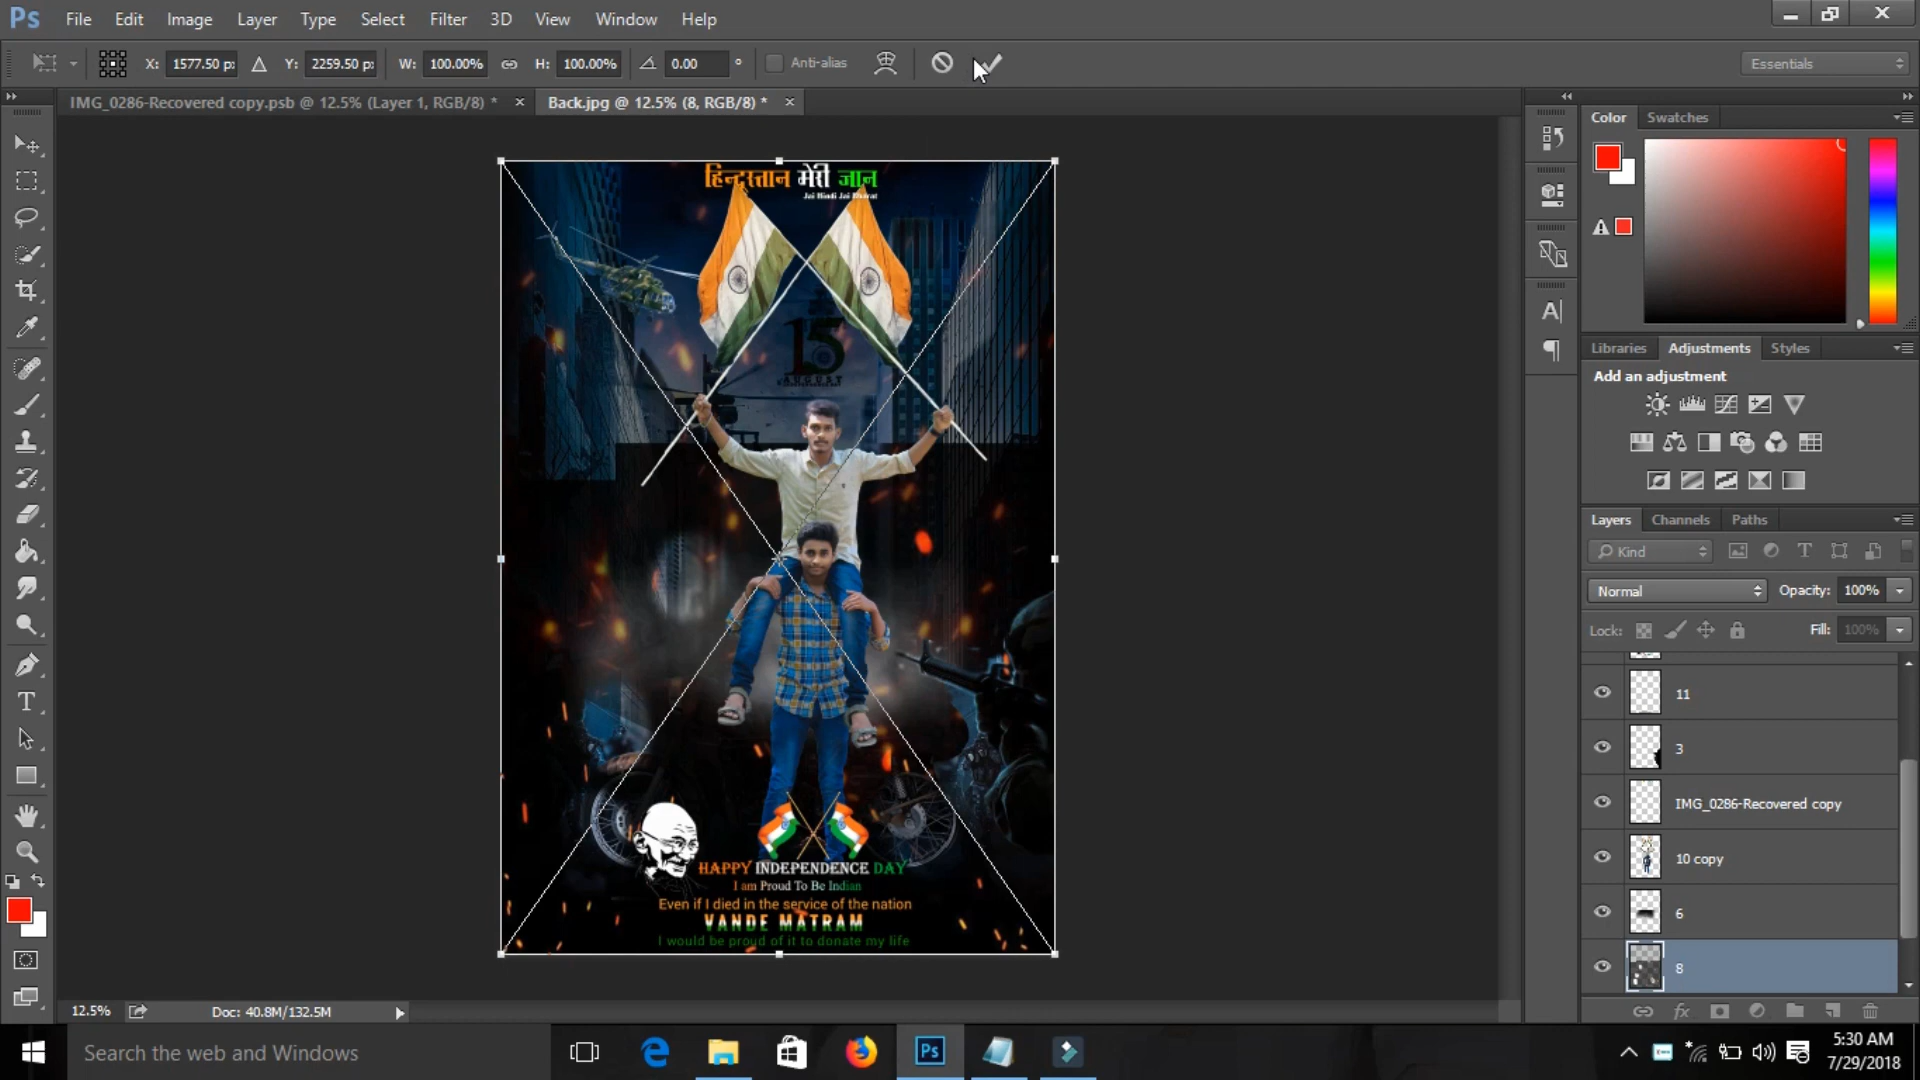 Ps File Edit Image Layer Type Select Filter 3D View Window Help
X: 1577.50 p: Y: 2259.50 p: W: 100.00% H: 100.00% 0.00 ° Anti-alias Essentials
IMG_0286-Recovered copy.psb @ 12.5% (Layer 1, RGB/8) * × Back.jpg @ 12.5% (8, RGB/8) * ×
Color Swatches
हिन्दुस्तान मेरी जान
Jai Hindi Jai Bharat
15
AUGUST
Libraries Adjustments Styles
Add an adjustment
Layers Channels Paths
Kind
Normal Opacity: 100%
Lock: Fill: 100%
11
3
IMG_0286-Recovered copy
10 copy
6
8
HAPPY INDEPENDENCE DAY
I am Proud To Be Indian
Even if I died in the service of the nation
VANDE MATRAM
I would be proud of it to donate my life
12.5% Doc: 40.8M/132.5M
Search the web and Windows
Ps
5:30 AM
7/29/2018